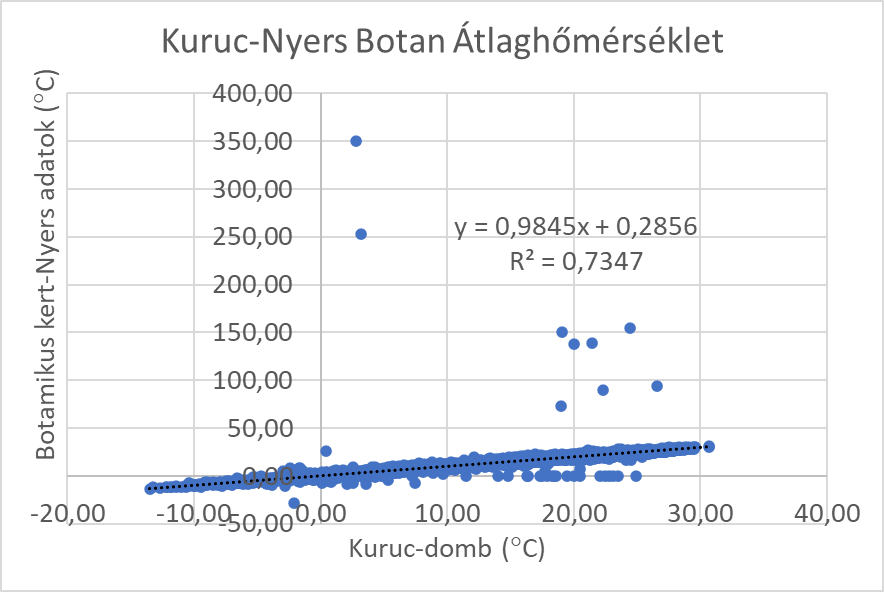 Kuruc-Nyers Botan Átlaghőmérséklet
Botamikus kert-Nyers adatok (°C)
400,00
350,00
300,00
250,00
200,00
150,00
100,00
50,00
0,00
-50,00
y = 0,9845x + 0,2856
R² = 0,7347
-20,00 -10,00 0,00 10,00 20,00 30,00 40,00
Kuruc-domb (°C)